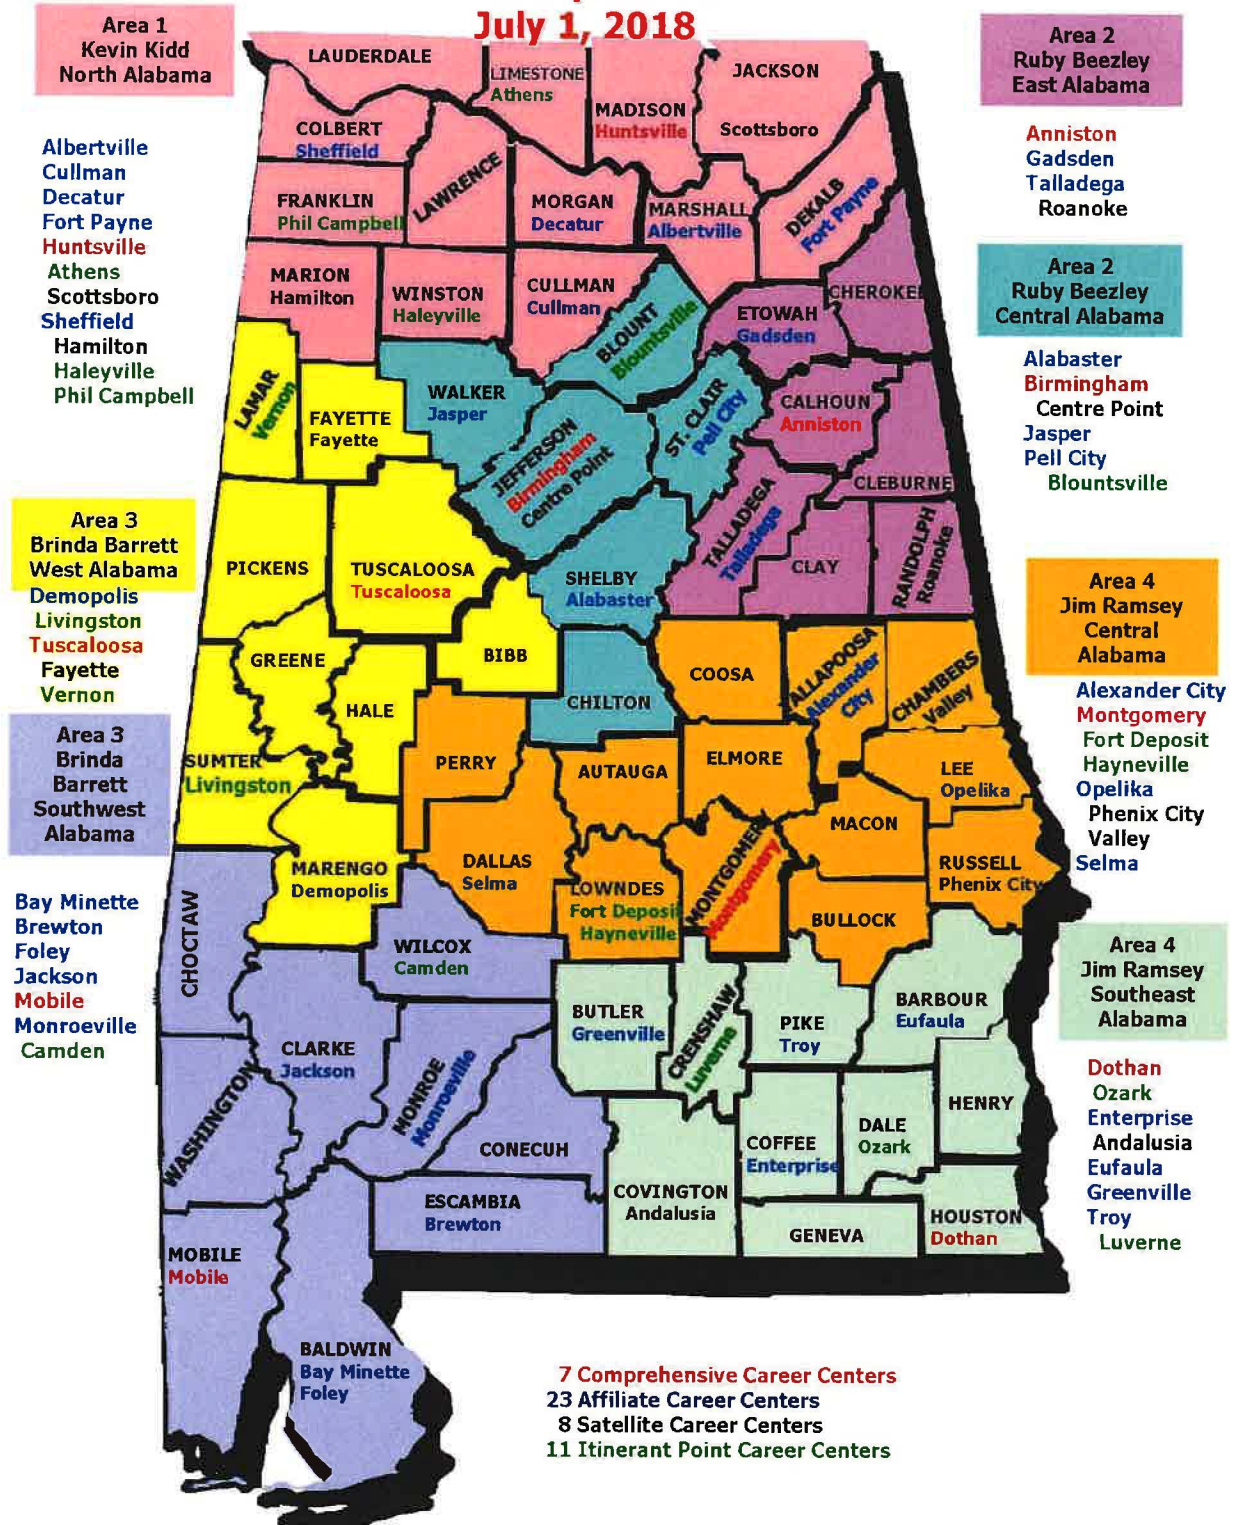 July 1, 2018
Area 1
Kevin Kidd
North Alabama
Albertville
Cullman
Decatur
Fort Payne
Huntsville
Athens
Scottsboro
Sheffield
Hamilton
Haleyville
Phil Campbell
Area 3
Brinda Barrett
West Alabama
Demopolis
Livingston
Tuscaloosa
Fayette
Vernon
Area 3
Brinda
Barrett
Southwest
Alabama
Bay Minette
Brewton
Foley
Jackson
Mobile
Monroeville
Camden
LAUDERDALE
LIMESTONE
Athens
MADISON
Huntsville
JACKSON
Scottsboro
COLBERT
Sheffield
FRANKLIN
Phil Campbell
LAWRENCE
MORGAN
Decatur
MARSHALL
Albertville
DEKALB
Fort Payne
MARION
Hamilton
WINSTON
Haleyville
CULLMAN
Cullman
BLOUNT
Blountsville
ETOWAH
Gadsden
CHEROKE
LAMAR
Vernon
FAYETTE
Fayette
WALKER
Jasper
JEFFERSON
Birmingham
Centre Point
ST. CLAIR
Pell City
CALHOUN
Anniston
CLEBURNE
PICKENS
TUSCALOOSA
Tuscaloosa
SHELBY
Alabaster
TALLADEGA
Talladega
CLAY
RANDOLPH
Roanoke
GREENE
BIBB
HALE
CHILTON
COOSA
TALLAPOOSA
Alexander
City
CHAMBERS
Valley
SUMTER
Livingston
PERRY
AUTAUGA
ELMORE
LEE
Opelika
MACON
MARENGO
Demopolis
DALLAS
Selma
LOWNDES
Fort Deposit
Hayneville
MONTGOMERY
Montgomery
RUSSELL
Phenix City
BULLOCK
CHOCTAW
WILCOX
Camden
BUTLER
Greenville
CRENSHAW
Luverne
PIKE
Troy
BARBOUR
Eufaula
CLARKE
Jackson
MONROE
Monroeville
WASHINGTON
CONECUH
COFFEE
Enterprise
DALE
Ozark
HENRY
ESCAMBIA
Brewton
COVINGTON
Andalusia
GENEVA
HOUSTON
Dothan
MOBILE
Mobile
BALDWIN
Bay Minette
Foley
Area 2
Ruby Beezley
East Alabama
Anniston
Gadsden
Talladega
Roanoke
Area 2
Ruby Beezley
Central Alabama
Alabaster
Birmingham
Centre Point
Jasper
Pell City
Blountsville
Area 4
Jim Ramsey
Central
Alabama
Alexander City
Montgomery
Fort Deposit
Hayneville
Opelika
Phenix City
Valley
Selma
Area 4
Jim Ramsey
Southeast
Alabama
Dothan
Ozark
Enterprise
Andalusia
Eufaula
Greenville
Troy
Luverne
7 Comprehensive Career Centers
23 Affiliate Career Centers
8 Satellite Career Centers
11 Itinerant Point Career Centers